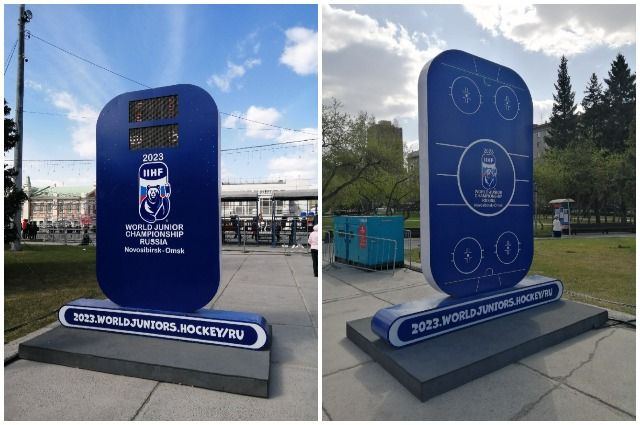 2023
IIHF
WORLD JUNIOR
CHAMPIONSHIP
RUSSIA
Novosibirsk-Omsk
2023.WORLDJUNIORS.HOCKEY/RU
2023
IIHF
WORLD JUNIOR
CHAMPIONSHIP
RUSSIA
2023.WORLDJUNIORS.HOCKEY/RU